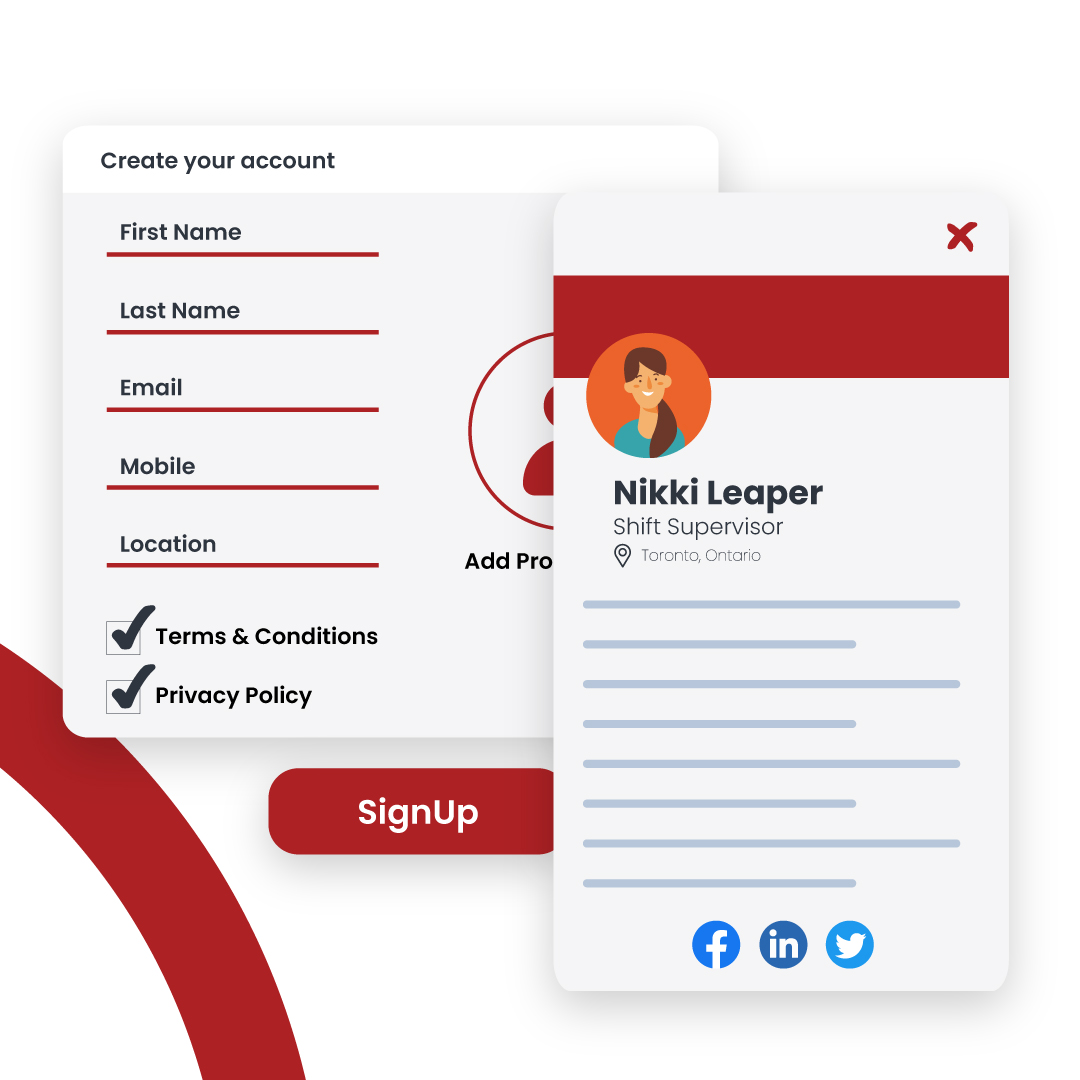 Create your account
First Name
Last Name
Email
Mobile
Location
Add Pro
Terms & Conditions
Privacy Policy
SignUp
Nikki Leaper
Shift Supervisor
Toronto, Ontario
f
in